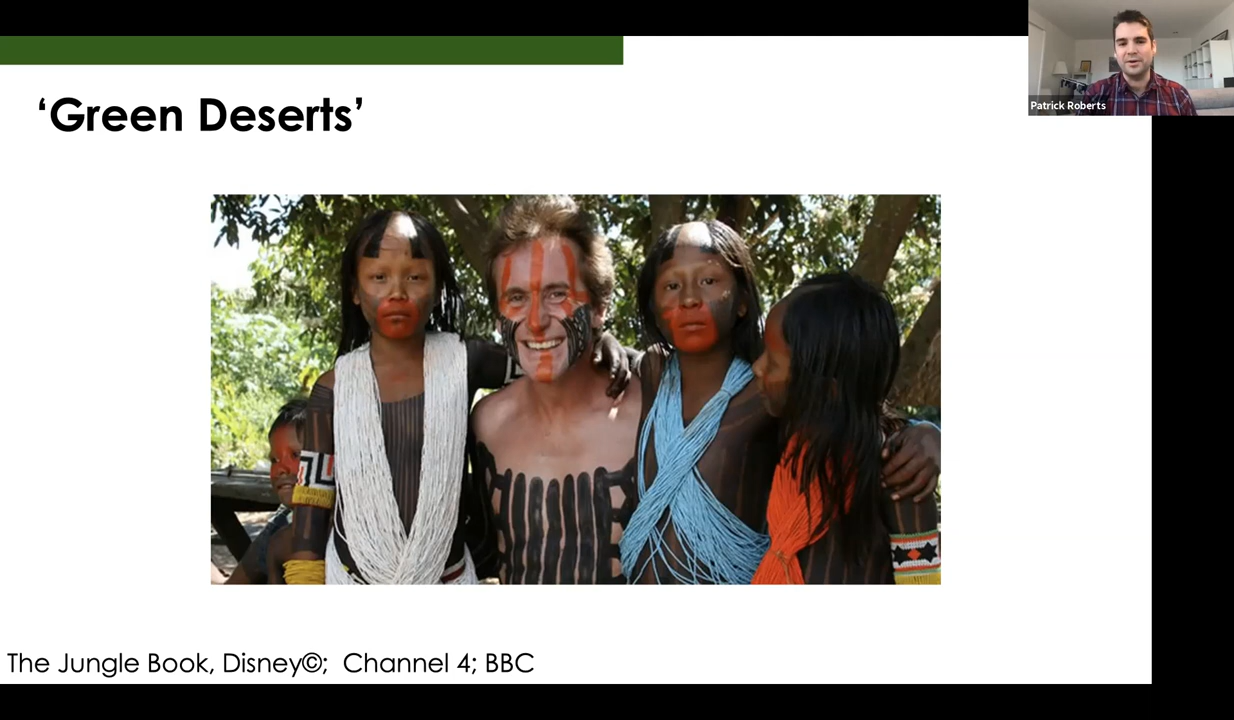 Patrick Roberts
‘Green Deserts’
The Jungle Book, Disney©;  Channel 4; BBC